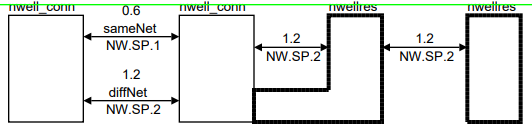 nwell_conn 0.6 nwell_conn nwellres nwellres
sameNet 1.2 1.2
NW.SP.1 NW.SP.2 NW.SP.2
1.2
diffNet
NW.SP.2